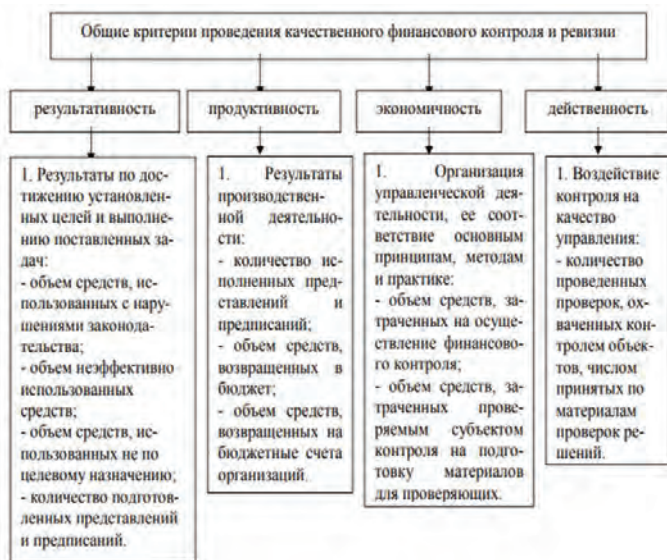 Общие критерии проведения качественного финансового контроля и ревизии
результативность
продуктивность
экономичность
действенность
1. Результаты по дос-
тижению установлен-
ных целей и выполне-
нию поставленных за-
дач:
- объем средств, ис-
пользованных с нару-
шениями законода-
тельства;
- объем неэффективно
использованных
средств;
- объем средств, ис-
пользованных не по
целевому назначению;
- количество подготов-
ленных представлений
и предписаний.
1. Результаты
производствен-
ной деятельно-
сти:
- количество ис-
полненных пред-
ставлений и
предписаний;
- объем средств,
возвращенных в
бюджет;
- объем средств,
возвращенных на
бюджетные счета
организаций.
1. Организация
управленческой дея-
тельности, ее соот-
ветствие основным
принципам, методам
и практике:
- объем средств, за-
траченных на осуще-
ствление финансово-
го контроля;
- объем средств, за-
траченных прове-
ряемым субъектом
контроля на подго-
товку материалов
для проверяющих.
1. Воздействие
контроля на
качество
управления:
- количество
проведенных
проверок, ох-
ваченных кон-
тролем объек-
тов, числом
принятых по
материалам
проверок ре-
шений.